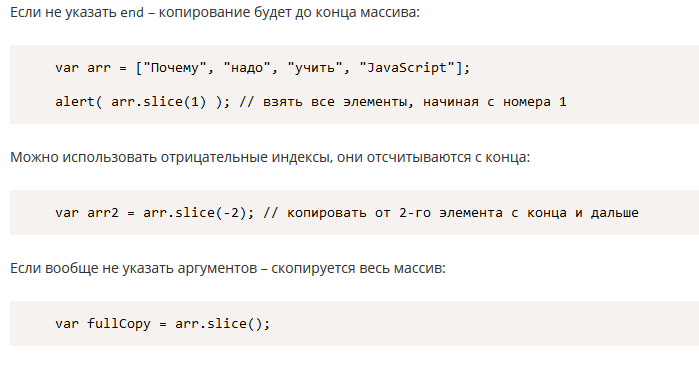 Если не указать end – копирование будет до конца массива:
var arr = ["Почему", "надо", "учить", "JavaScript"];
alert( arr.slice(1) ); // взять все элементы, начиная с номера 1
Можно использовать отрицательные индексы, они отсчитываются с конца:
var arr2 = arr.slice(-2); // копировать от 2-го элемента с конца и дальше
Если вообще не указать аргументов – скопируется весь массив:
var fullCopy = arr.slice();